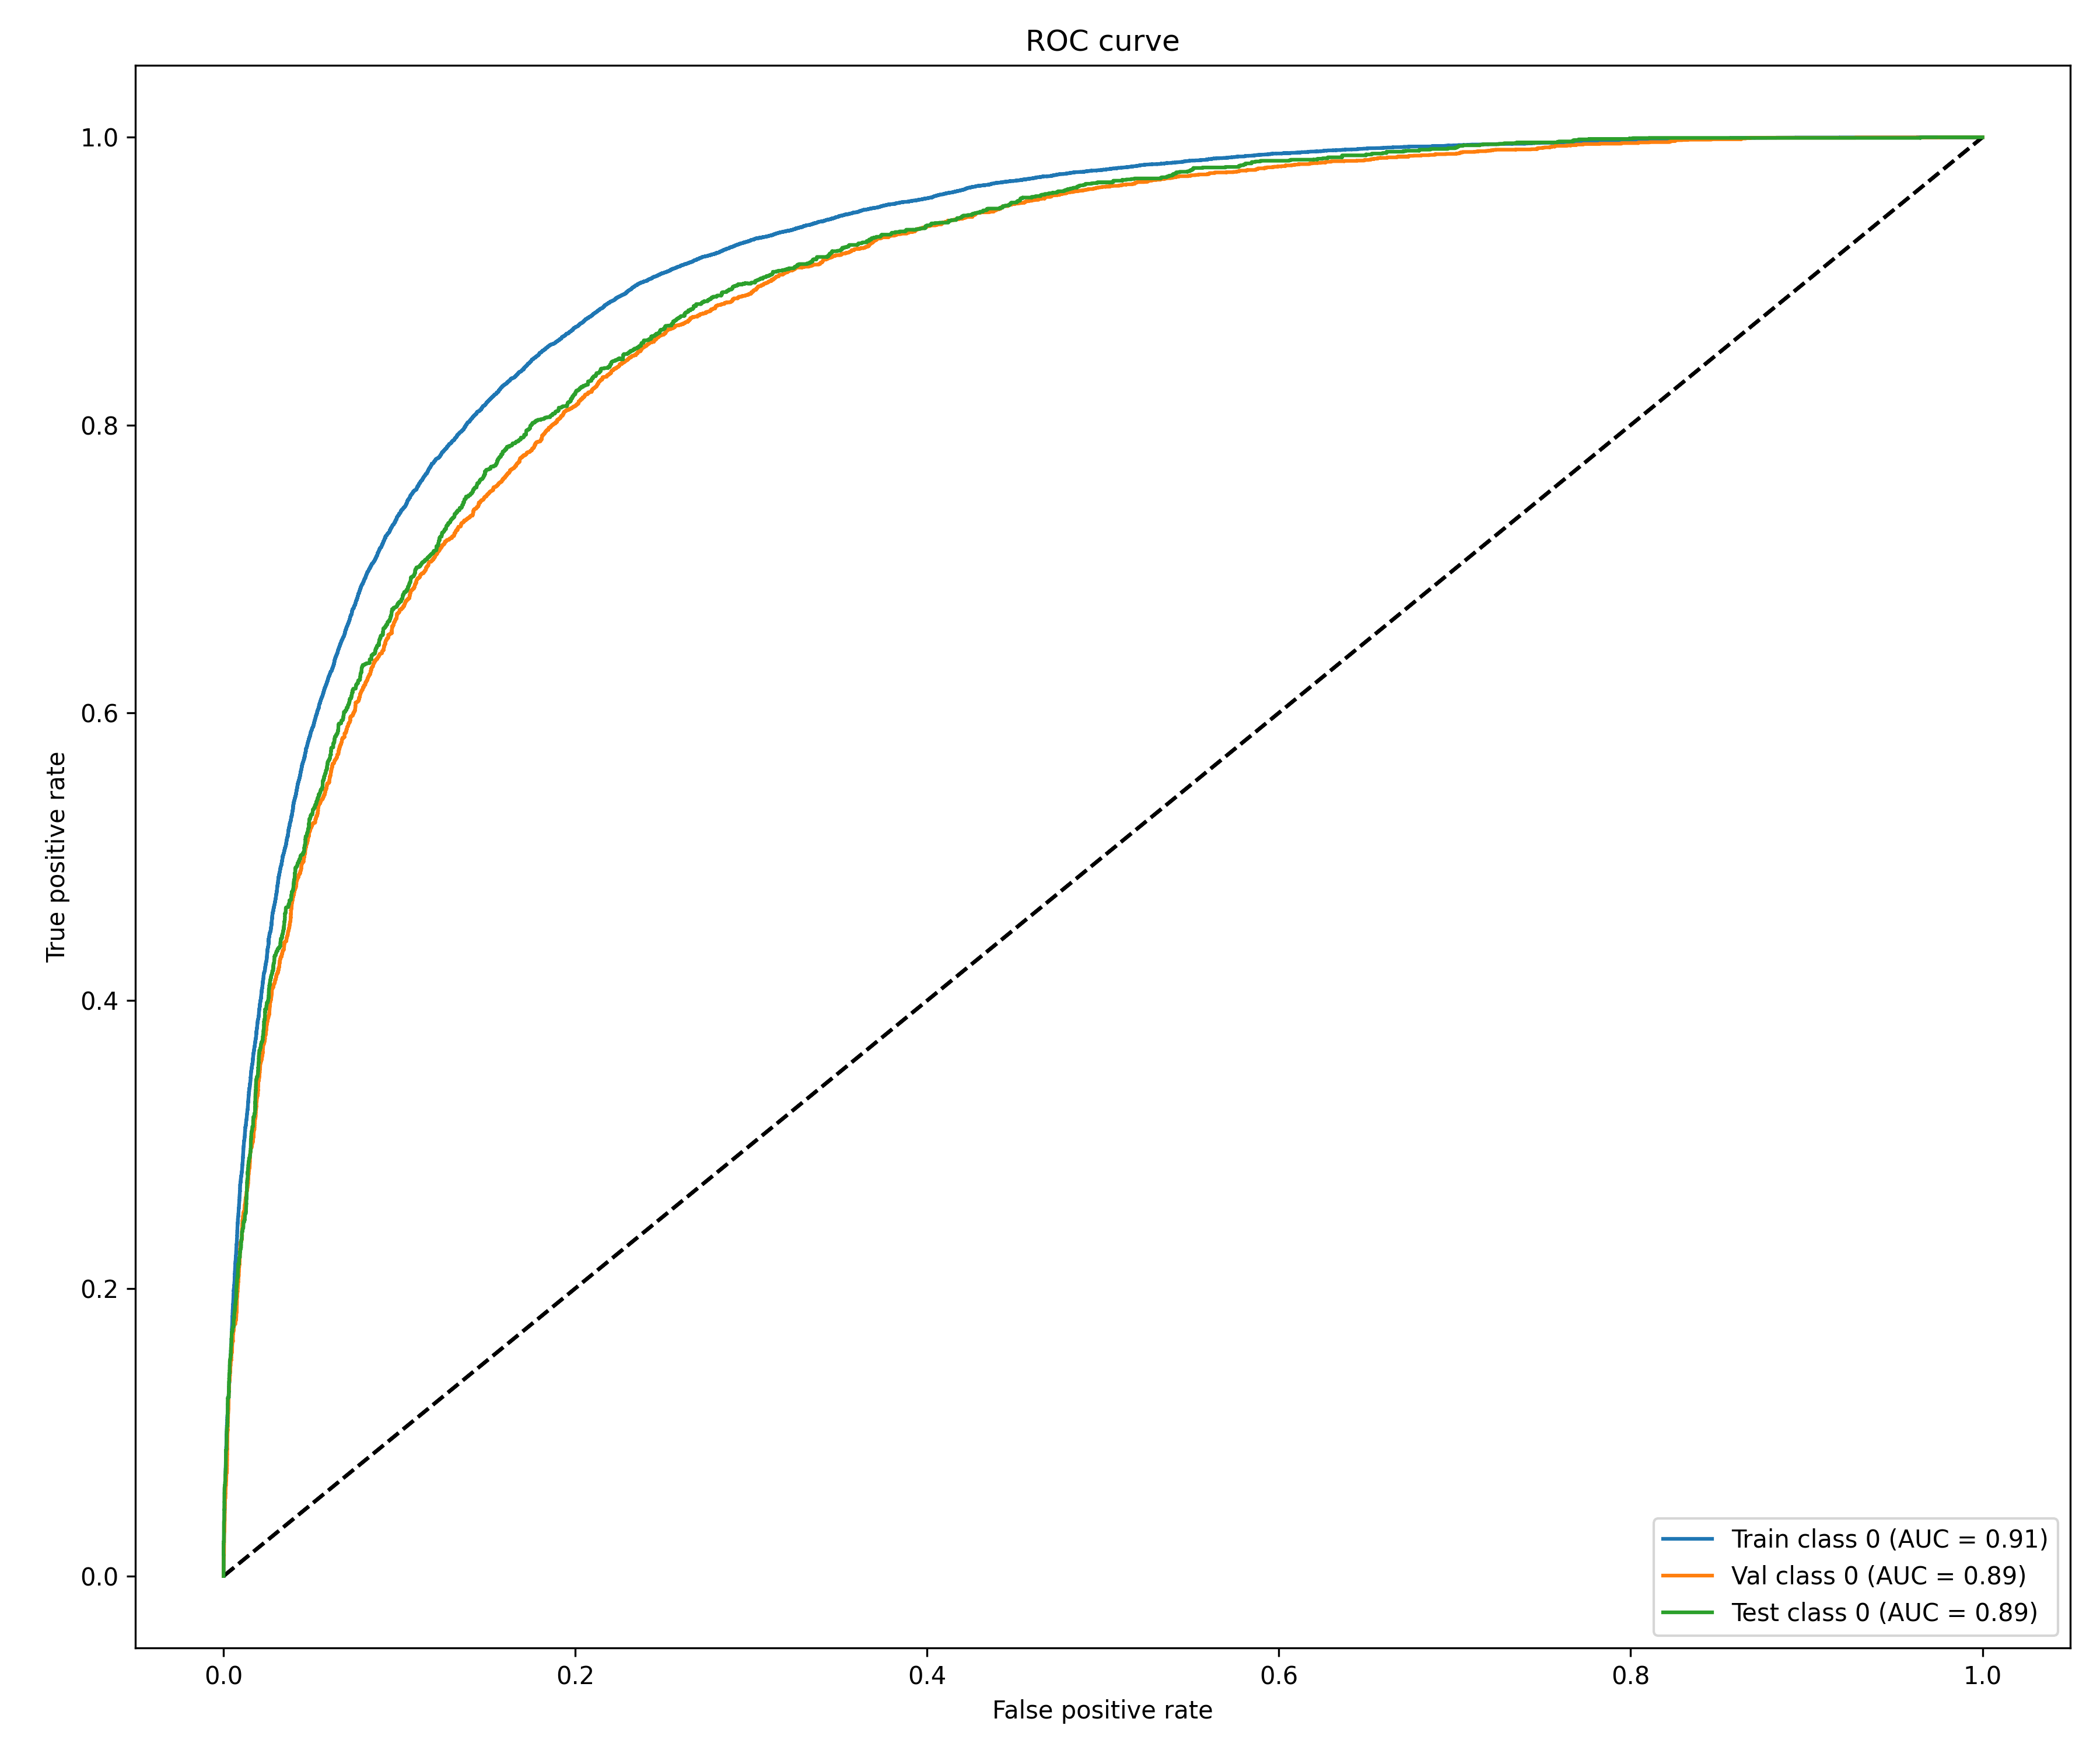 ROC curve
1.0
0.8
0.6
0.4
0.2
0.0
True positive rate
0.0 0.2 0.4 0.6 0.8 1.0
False positive rate
Train class 0 (AUC = 0.91)
Val class 0 (AUC = 0.89)
Test class 0 (AUC = 0.89)